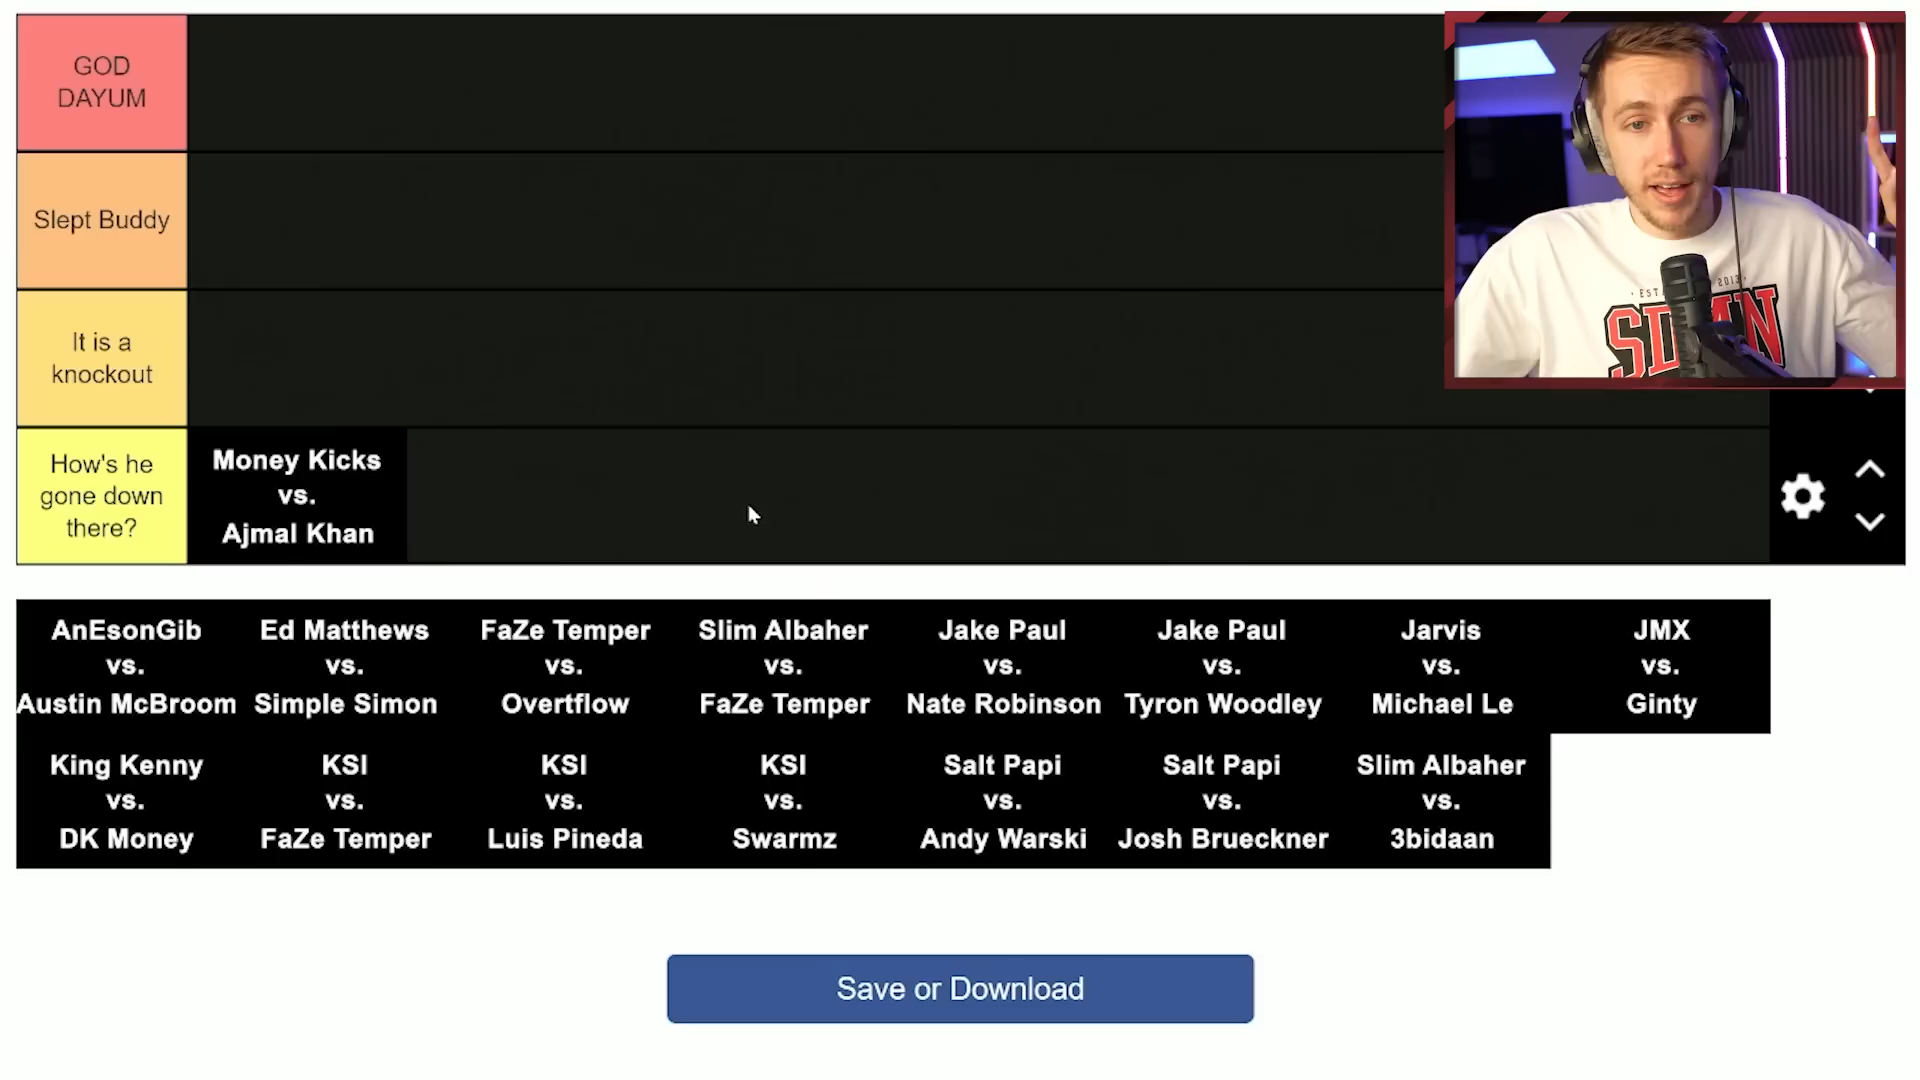 GOD
DAYUM
Slept Buddy
It is a
knockout
How's he
gone down
there?
Money Kicks
vs.
Ajmal Khan
AnEsonGib
vs.
Austin McBroom
Ed Matthews
vs.
Simple Simon
FaZe Temper
vs.
Overtflow
Slim Albaher
vs.
FaZe Temper
Jake Paul
vs.
Nate Robinson
Jake Paul
vs.
Tyron Woodley
Jarvis
vs.
Michael Le
JMX
vs.
Ginty
King Kenny
vs.
DK Money
KSI
vs.
FaZe Temper
KSI
vs.
Luis Pineda
KSI
vs.
Swarmz
Salt Papi
vs.
Andy Warski
Salt Papi
vs.
Josh Brueckner
Slim Albaher
vs.
3bidaan
Save or Download
EST 2013
SDMN